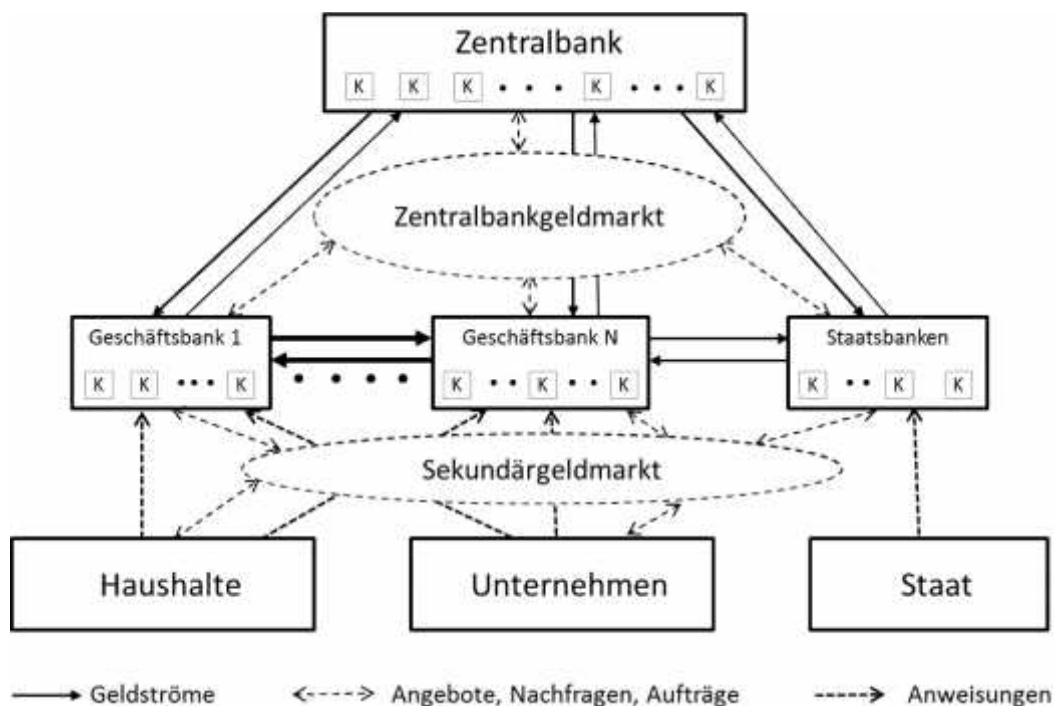 Zentralbank
K K K • • • K • • • K
Zentralbankgeldmarkt
Geschäftsbank 1 Geschäftsbank N Staatsbanken
K K • • • K • • • • K • • K • • K K • • K K
Sekundärgeldmarkt
Haushalte Unternehmen Staat
Geldströme Angebote, Nachfragen, Aufträge Anweisungen